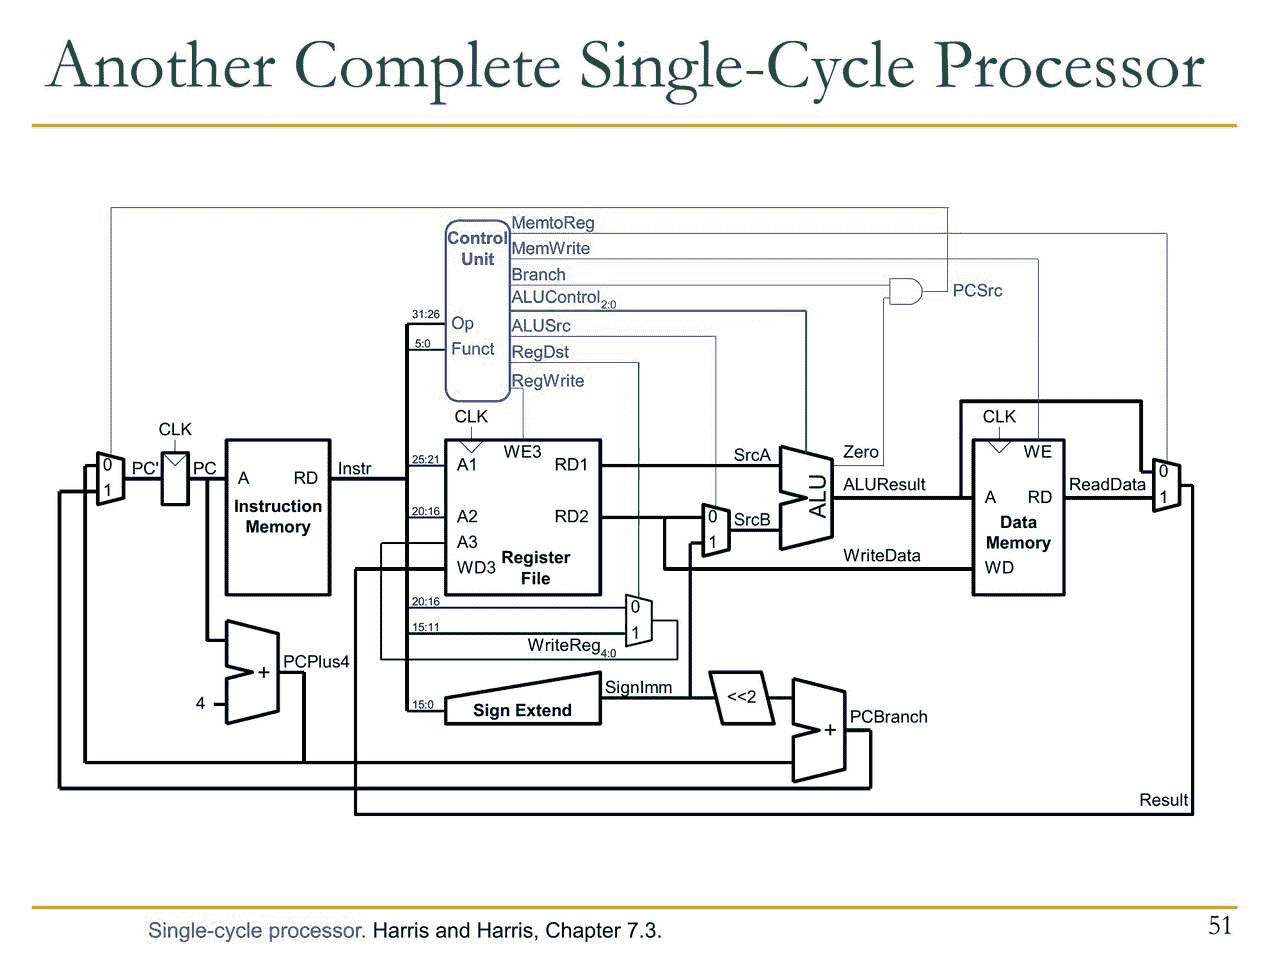 Another Complete Single-Cycle Processor
MemtoReg
Control Unit
MemWrite
Branch
PCSrc
ALUControl2:0
31:26
Op
ALUSrc
5:0
Funct
RegDst
RegWrite
CLK
CLK
CLK
0
1
PC'
PC
A
RD
Instruction
Memory
Instr
25:21
A1
WE3
RD1
20:16
A2
RD2
A3
WD3
Register
File
SrcA
0
1
SrcB
ALU
Zero
ALUResult
WriteData
WE
A
RD
Data
Memory
WD
ReadData
0
1
20:16
0
15:11
1
WriteReg4:0
PCPlus4
+
4
SignImm
15:0
Sign Extend
<<2
+
PCBranch
Result
Single-cycle processor. Harris and Harris, Chapter 7.3.
51